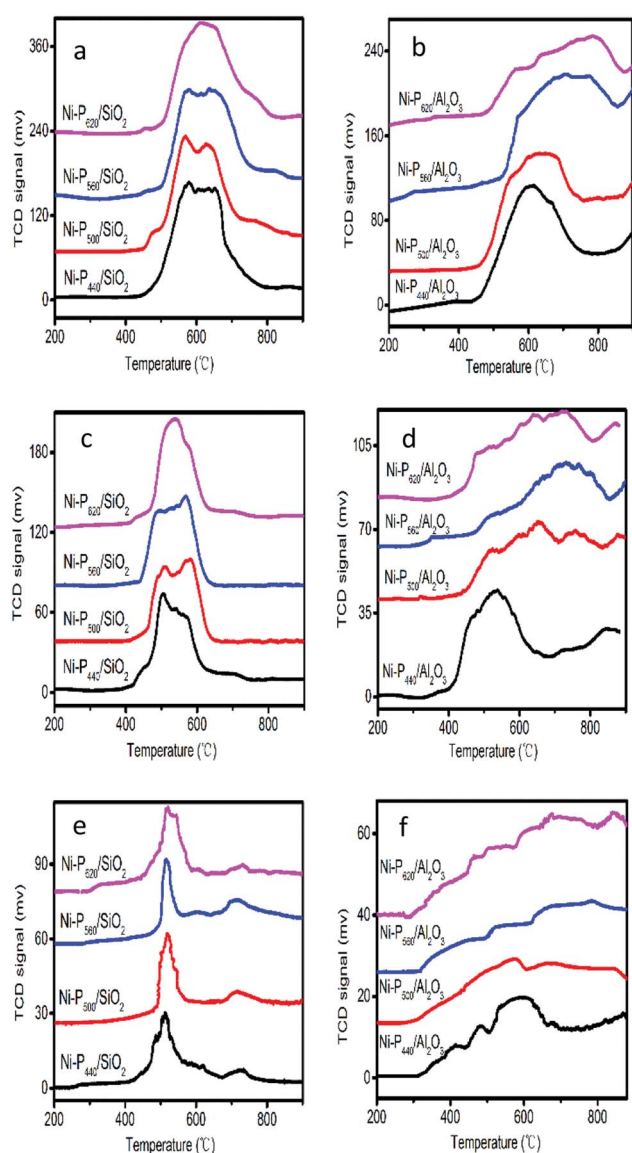 a
TCD signal (mv)
360
240
120
0
Ni-P620/SiO2
Ni-P560/SiO2
Ni-P500/SiO2
Ni-P440/SiO2
200 400 600 800
Temperature (℃)
b
TCD signal (mv)
240
160
80
0
Ni-P620/Al2O3
Ni-P560/Al2O3
Ni-P500/Al2O3
Ni-P440/Al2O3
200 400 600 800
Temperature (℃)
c
TCD signal (mv)
180
120
60
0
Ni-P620/SiO2
Ni-P560/SiO2
Ni-P500/SiO2
Ni-P440/SiO2
200 400 600 800
Temperature (℃)
d
TCD signal (mv)
105
70
35
0
Ni-P620/Al2O3
Ni-P560/Al2O3
Ni-P500/Al2O3
Ni-P440/Al2O3
200 400 600 800
Temperature (℃)
e
TCD signal (mv)
90
60
30
0
Ni-P620/SiO2
Ni-P560/SiO2
Ni-P500/SiO2
Ni-P440/SiO2
200 400 600 800
Temperature (℃)
f
TCD signal (mv)
60
40
20
0
Ni-P620/Al2O3
Ni-P560/Al2O3
Ni-P500/Al2O3
Ni-P440/Al2O3
200 400 600 800
Temperature (℃)